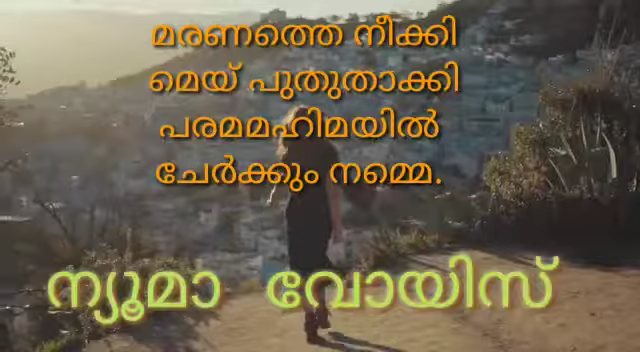 മരണത്തെ നീക്കി
മെയ് പുതുതാക്കി
പരമമഹിമയിൽ
ചേർക്കും നമ്മെ.
ന്യൂമാ വോയിസ്